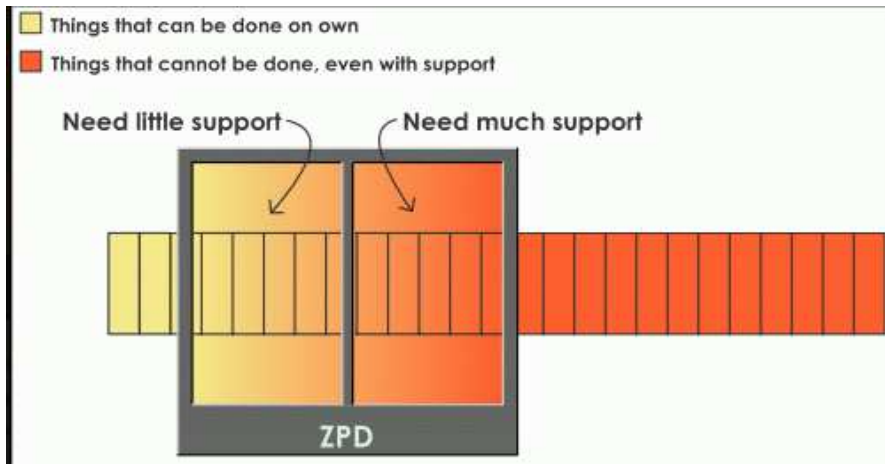 Things that can be done on own
Things that cannot be done, even with support
Need little support
Need much support
ZPD